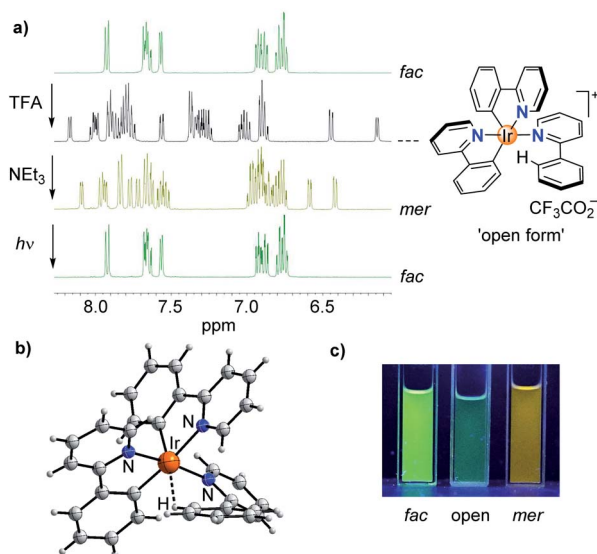 a)
fac
TFA
NEt₃
mer
hν
fac
8.0 7.5 7.0 6.5
ppm
N
Ir
N
N
H
+
CF₃CO₂⁻
'open form'
b)
N
Ir
N
N
H
c)
fac open mer